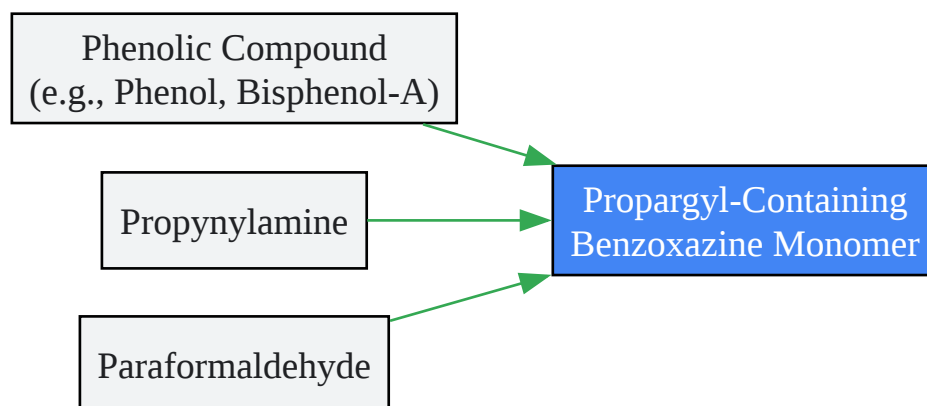 Phenolic Compound
(e.g., Phenol, Bisphenol-A)
Propynylamine
Paraformaldehyde
Propargyl-Containing
Benzoxazine Monomer